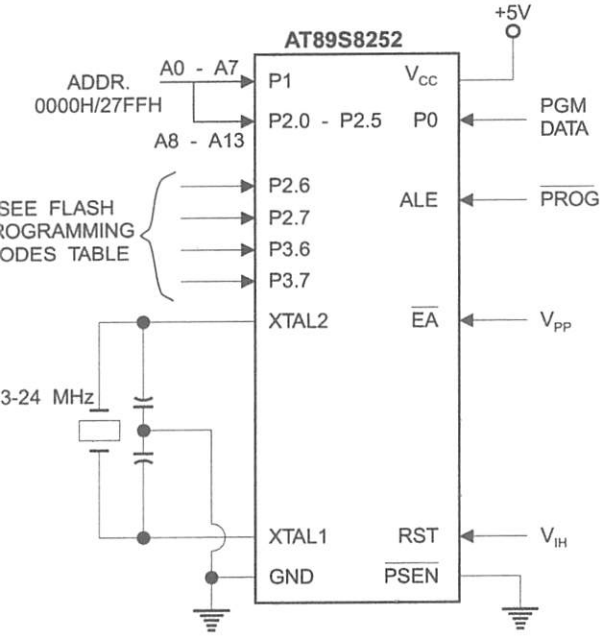 +5V
AT89S8252
A0 - A7
ADDR.
0000H/27FFH
A8 - A13
P1
VCC
P2.0 - P2.5
P0
PGM
DATA
P2.6
P2.7
P3.6
P3.7
SEE FLASH
ROGRAMMING
ODES TABLE
ALE
PROG
XTAL2
EA
VPP
3-24 MHz
XTAL1
RST
VIH
GND
PSEN